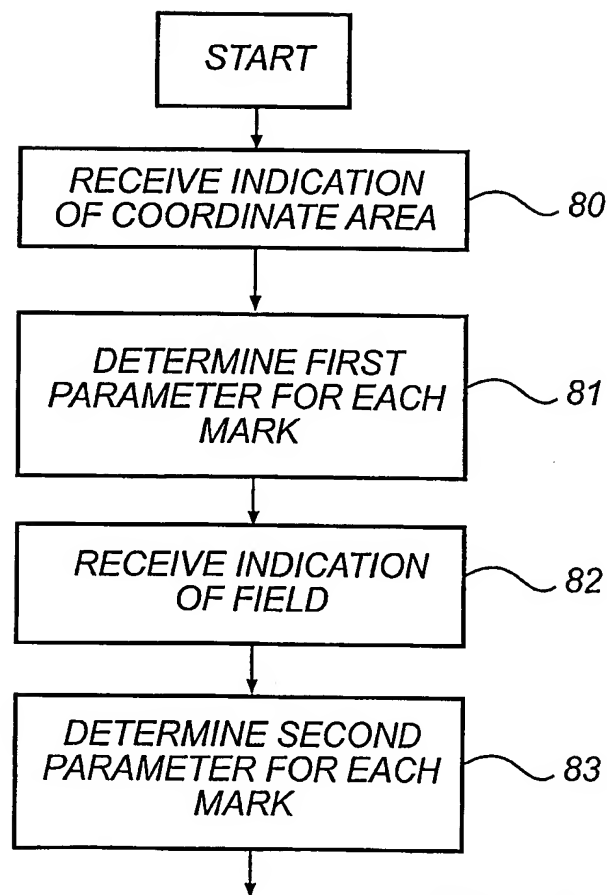 START
RECEIVE INDICATION
OF COORDINATE AREA
80
DETERMINE FIRST
PARAMETER FOR EACH
MARK
81
RECEIVE INDICATION
OF FIELD
82
DETERMINE SECOND
PARAMETER FOR EACH
MARK
83